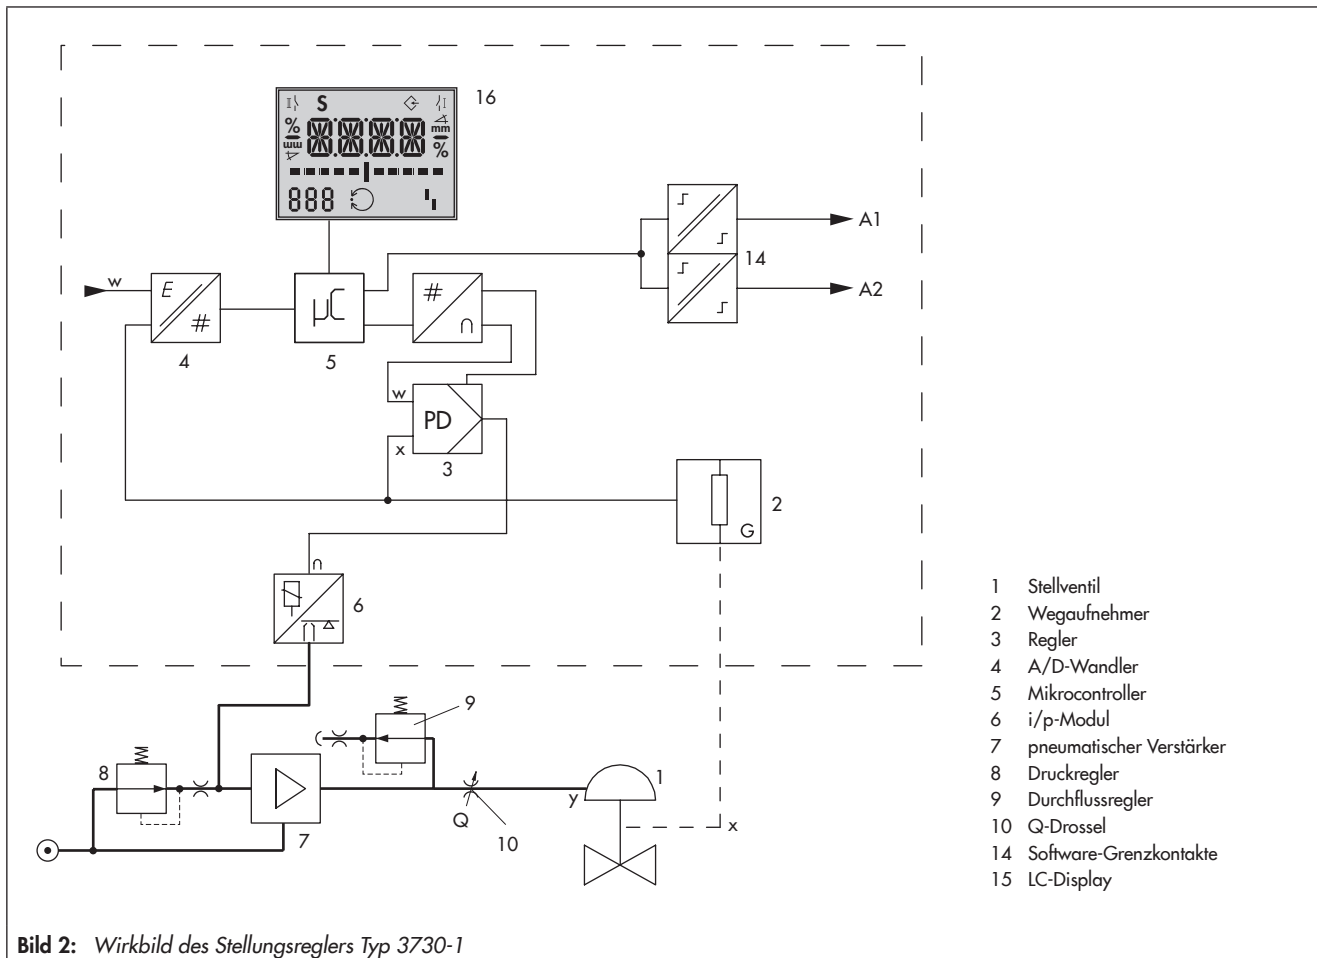 16
S
%
mm
mm
%
888
w
E
#
4
µC
5
#
∩
A1
14
A2
w
PD
x
3
2
G
∩
6
9
8
7
Q
10
y
1
x
1 Stellventil
2 Wegaufnehmer
3 Regler
4 A/D-Wandler
5 Mikrocontroller
6 i/p-Modul
7 pneumatischer Verstärker
8 Druckregler
9 Durchflussregler
10 Q-Drossel
14 Software-Grenzkontakte
15 LC-Display
Bild 2: Wirkbild des Stellungsreglers Typ 3730-1